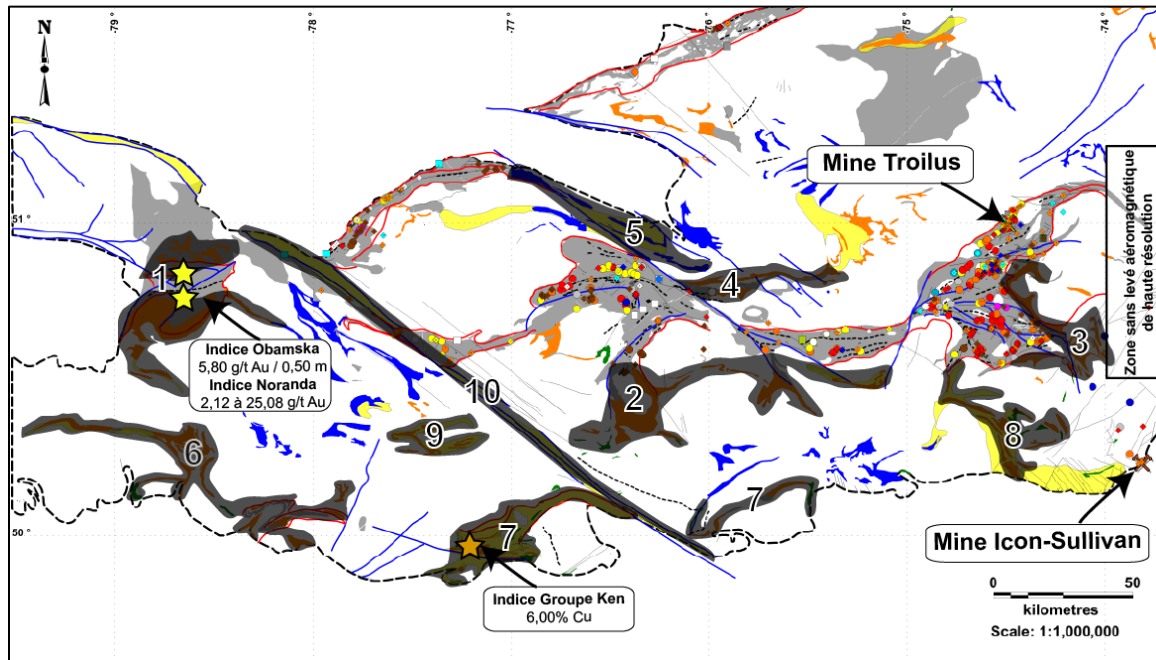 N
-79 °
-78 °
-77 °
-76 °
-75 °
-74 °
Mine Troilus
Zone sans levé aéromagnétique
de haute résolution
51 °
5
1
4
3
Indice Obamska
5,80 g/t Au / 0,50 m
Indice Noranda
2,12 à 25,08 g/t Au
10
2
9
8
6
7
7
50 °
Mine Icon-Sullivan
Indice Groupe Ken
6,00% Cu
0 50
kilometres
Scale: 1:1,000,000